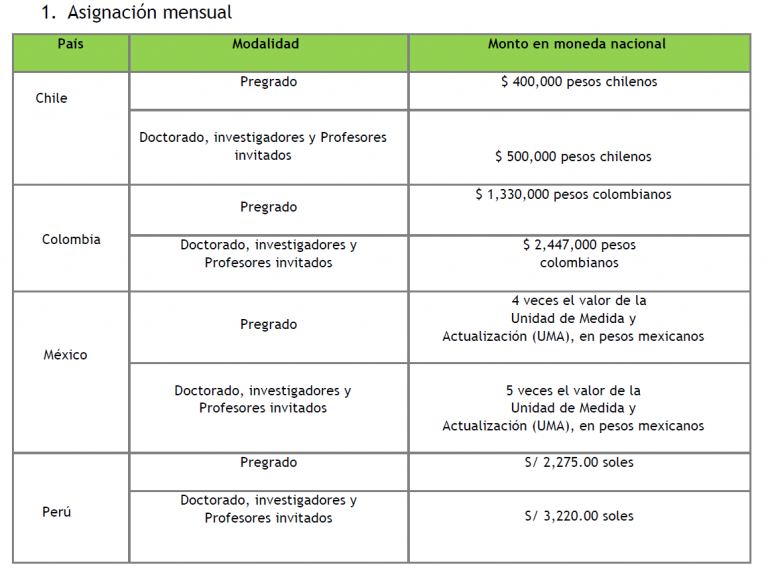 1. Asignación mensual
País Modalidad Monto en moneda nacional
Chile
Pregrado
$ 400,000 pesos chilenos
Doctorado, investigadores y Profesores
invitados
$ 500,000 pesos chilenos
Colombia
Pregrado
$ 1,330,000 pesos colombianos
Doctorado, investigadores y
Profesores invitados
$ 2,447,000 pesos
colombianos
México
Pregrado
4 veces el valor de la
Unidad de Medida y
Actualización (UMA), en pesos mexicanos
Doctorado, investigadores y
Profesores invitados
5 veces el valor de la
Unidad de Medida y
Actualización (UMA), en pesos mexicanos
Perú
Pregrado
S/ 2,275.00 soles
Doctorado, investigadores y
Profesores invitados
S/ 3,220.00 soles